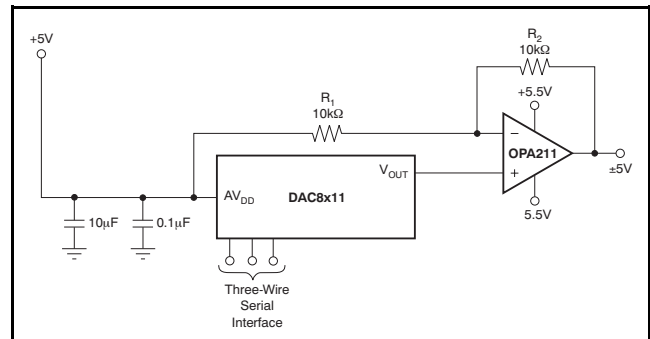 +5V
R2
10kΩ
R1
10kΩ
+5.5V
−
OPA211
+
±5V
5.5V
VOUT
AVDD
DAC8x11
10µF
0.1µF
Three-Wire
Serial
Interface